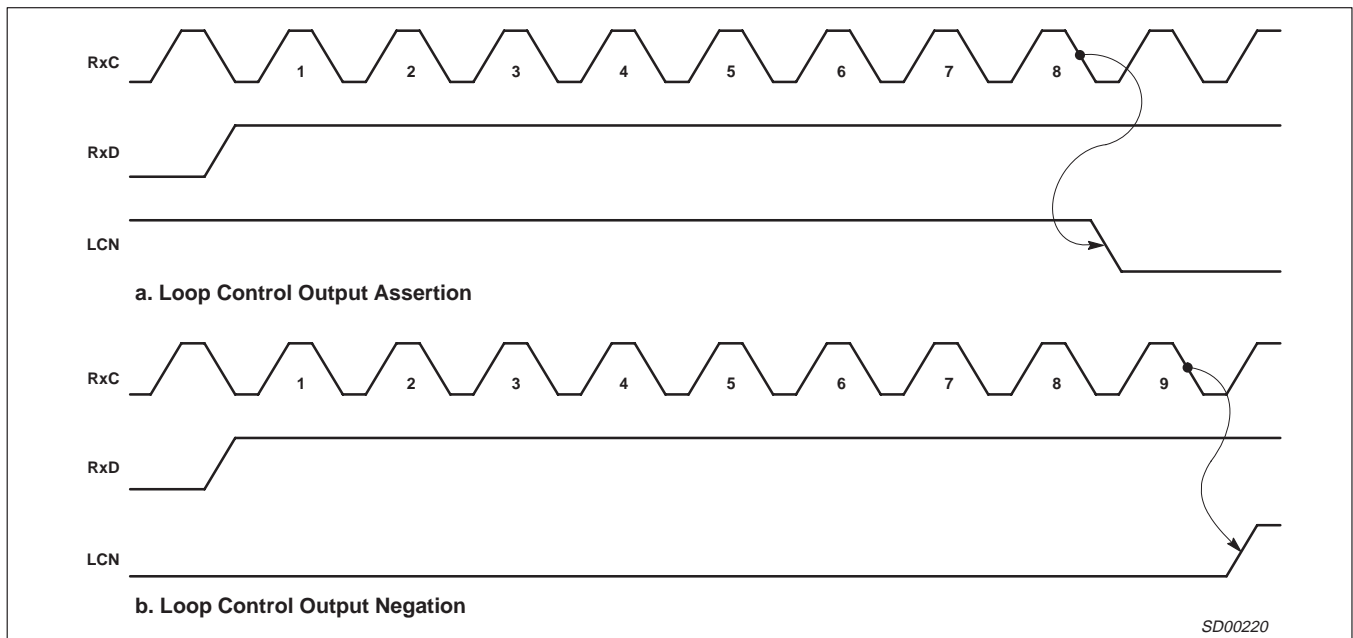 RxC
1 2 3 4 5 6 7 8
RxD
LCN
a. Loop Control Output Assertion
RxC
1 2 3 4 5 6 7 8 9
RxD
LCN
b. Loop Control Output Negation
SD00220